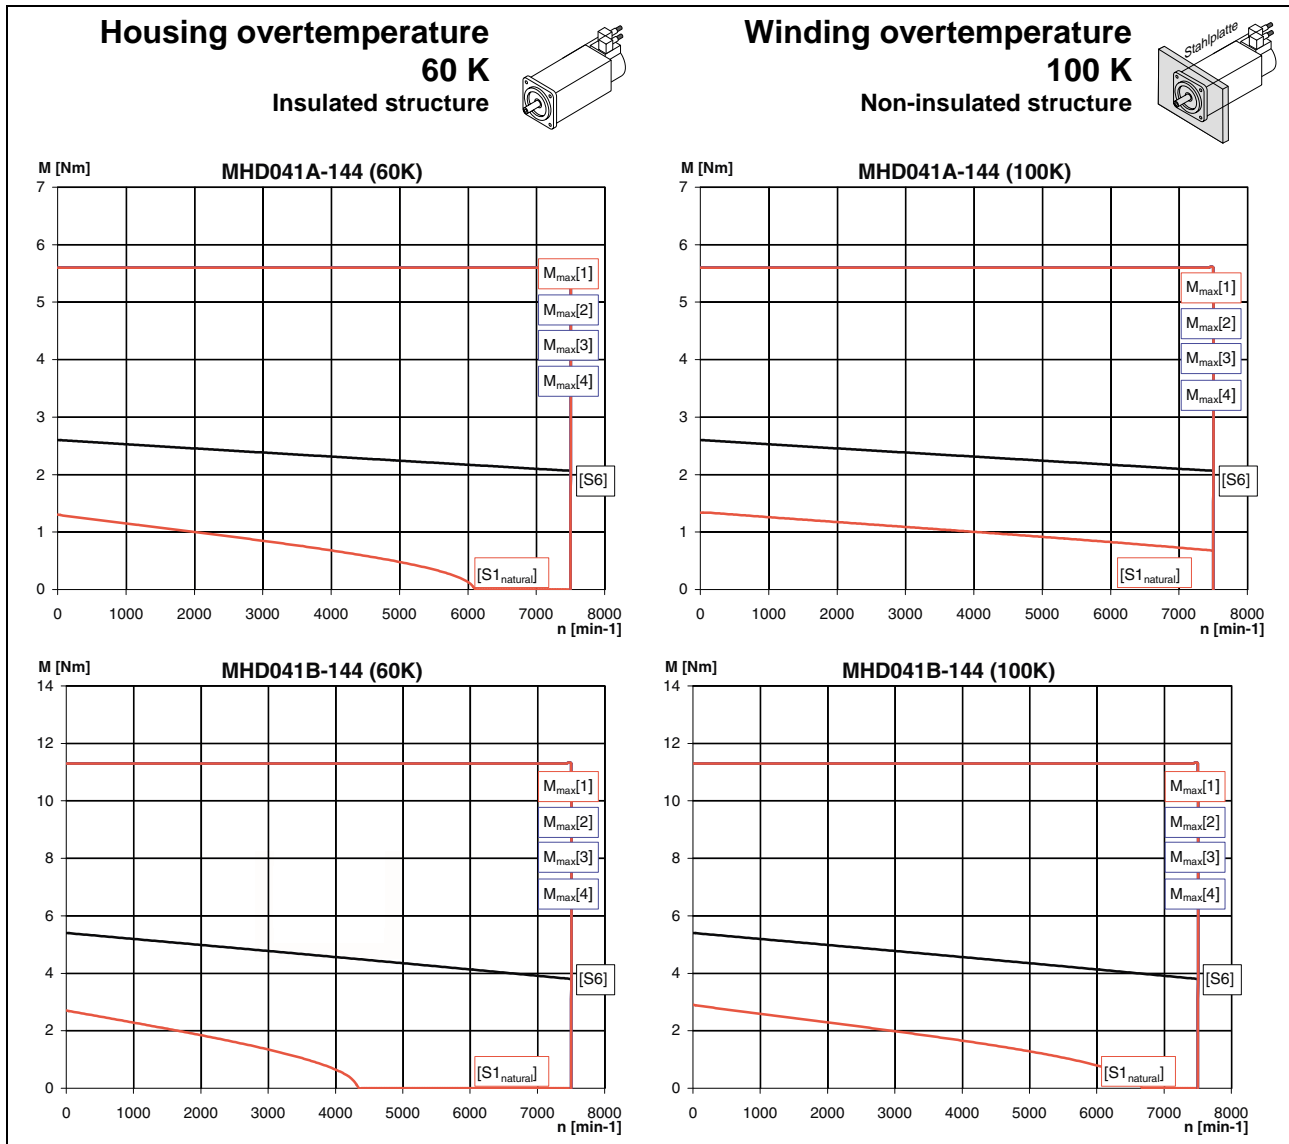 Housing overtemperature
60 K
Insulated structure
Winding overtemperature
100 K
Non-insulated structure
Stahlplatte
M [Nm]
MHD041A-144 (60K)
7
6
5
4
3
2
1
0
Mmax[1]
Mmax[2]
Mmax[3]
Mmax[4]
[S6]
[S1natural]
0 1000 2000 3000 4000 5000 6000 7000 8000
n [min-1]
M [Nm]
MHD041A-144 (100K)
7
6
5
4
3
2
1
0
Mmax[1]
Mmax[2]
Mmax[3]
Mmax[4]
[S6]
[S1natural]
0 1000 2000 3000 4000 5000 6000 7000 8000
n [min-1]
M [Nm]
MHD041B-144 (60K)
14
12
10
8
6
4
2
0
Mmax[1]
Mmax[2]
Mmax[3]
Mmax[4]
[S6]
[S1natural]
0 1000 2000 3000 4000 5000 6000 7000 8000
n [min-1]
M [Nm]
MHD041B-144 (100K)
14
12
10
8
6
4
2
0
Mmax[1]
Mmax[2]
Mmax[3]
Mmax[4]
[S6]
[S1natural]
0 1000 2000 3000 4000 5000 6000 7000 8000
n [min-1]